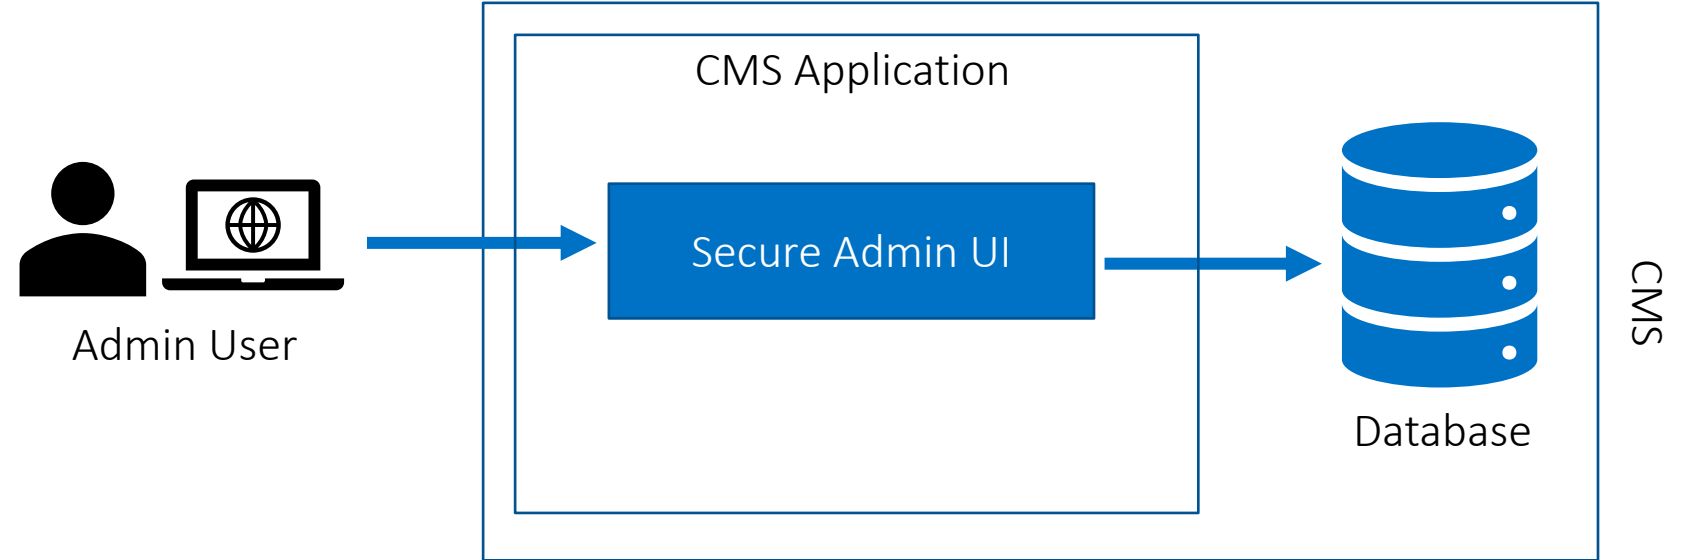 CMS Application
Secure Admin UI
Admin User
Database
CMS